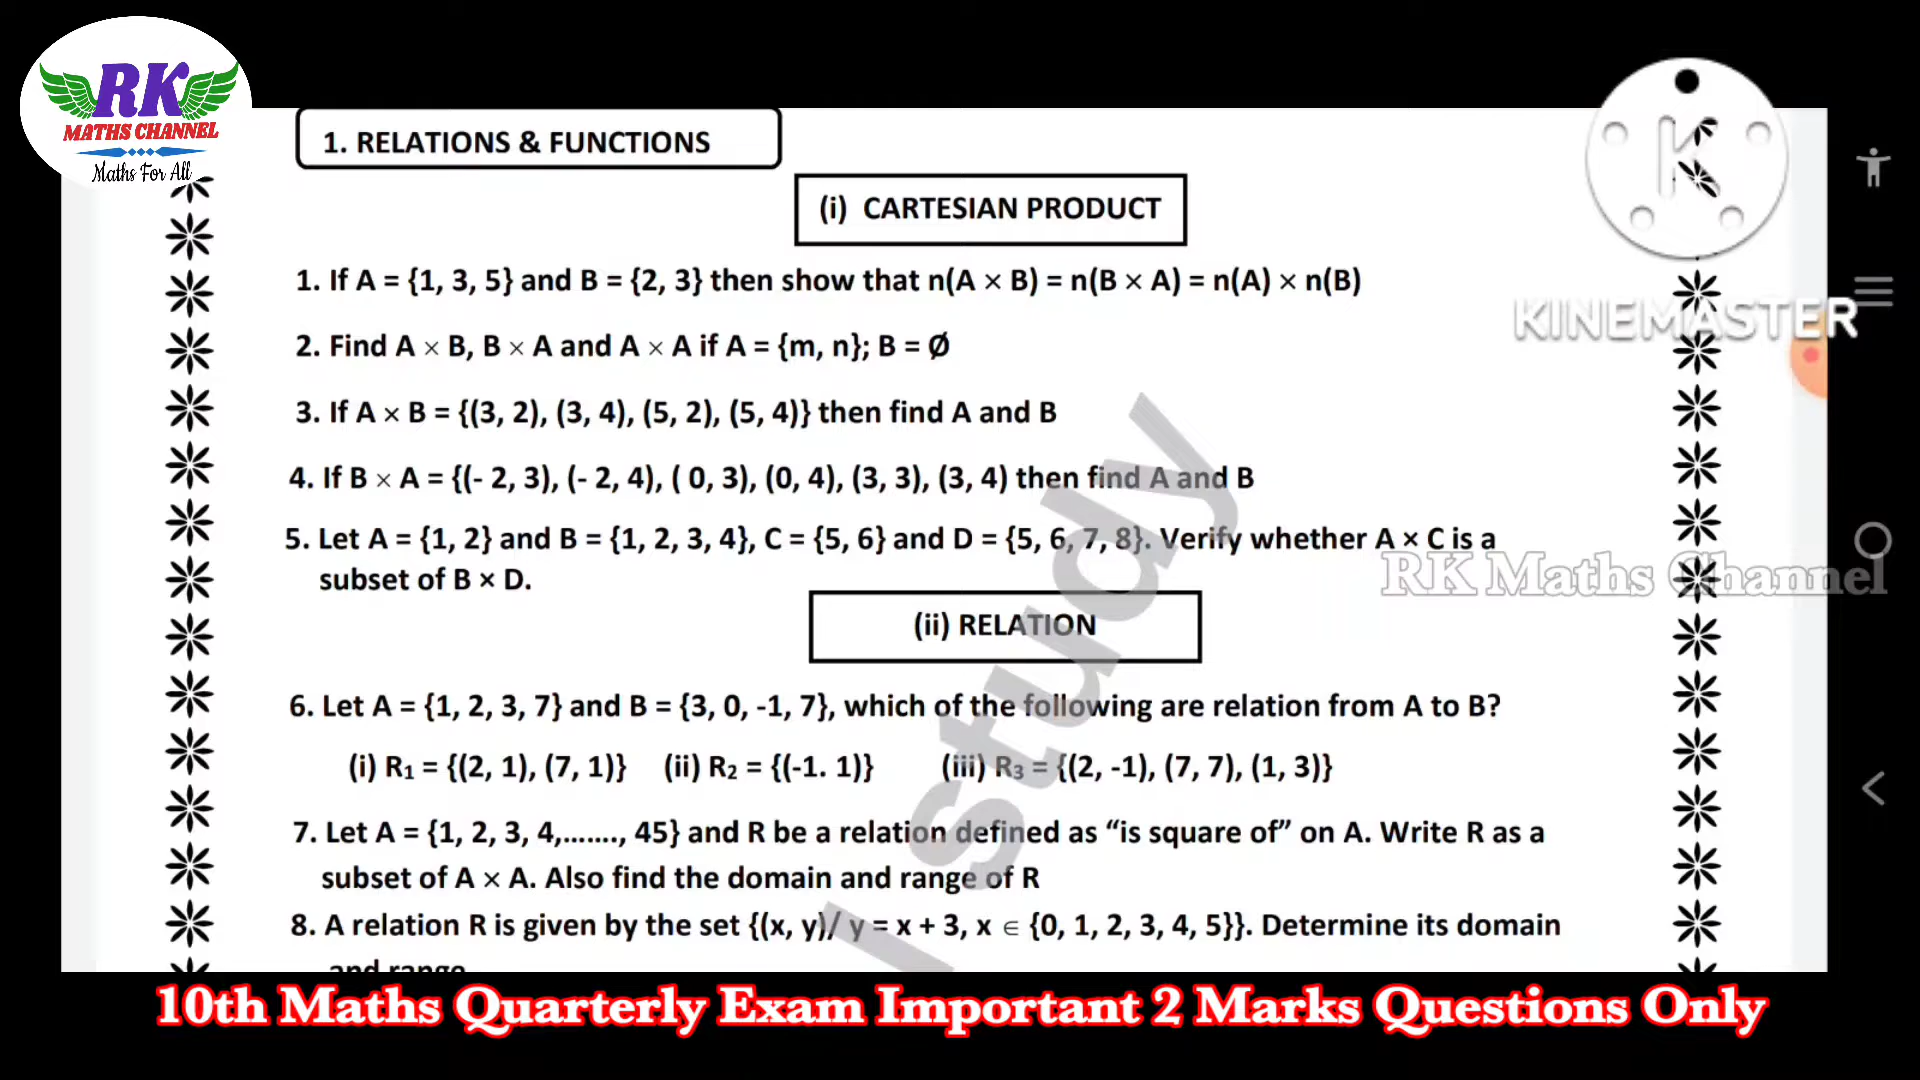 RK
MATHS CHANNEL
Maths For All
1. RELATIONS & FUNCTIONS
(i) CARTESIAN PRODUCT
1. If A = {1, 3, 5} and B = {2, 3} then show that n(A × B) = n(B × A) = n(A) × n(B)
K
KINEMASTER
2. Find A × B, B × A and A × A if A = {m, n}; B = Ø
3. If A × B = {(3, 2), (3, 4), (5, 2), (5, 4)} then find A and B
4. If B × A = {(- 2, 3), (- 2, 4), ( 0, 3), (0, 4), (3, 3), (3, 4) then find A and B
5. Let A = {1, 2} and B = {1, 2, 3, 4}, C = {5, 6} and D = {5, 6, 7, 8}. Verify whether A × C is a
subset of B × D.
RK Maths Channel
(ii) RELATION
6. Let A = {1, 2, 3, 7} and B = {3, 0, -1, 7}, which of the following are relation from A to B?
(i) R₁ = {(2, 1), (7, 1)} (ii) R₂ = {(-1. 1)} (iii) R₃ = {(2, -1), (7, 7), (1, 3)}
7. Let A = {1, 2, 3, 4,......., 45} and R be a relation defined as “is square of” on A. Write R as a
subset of A × A. Also find the domain and range of R
8. A relation R is given by the set {(x, y)/ y = x + 3, x ∈ {0, 1, 2, 3, 4, 5}}. Determine its domain
and range
I study
10th Maths Quarterly Exam Important 2 Marks Questions Only